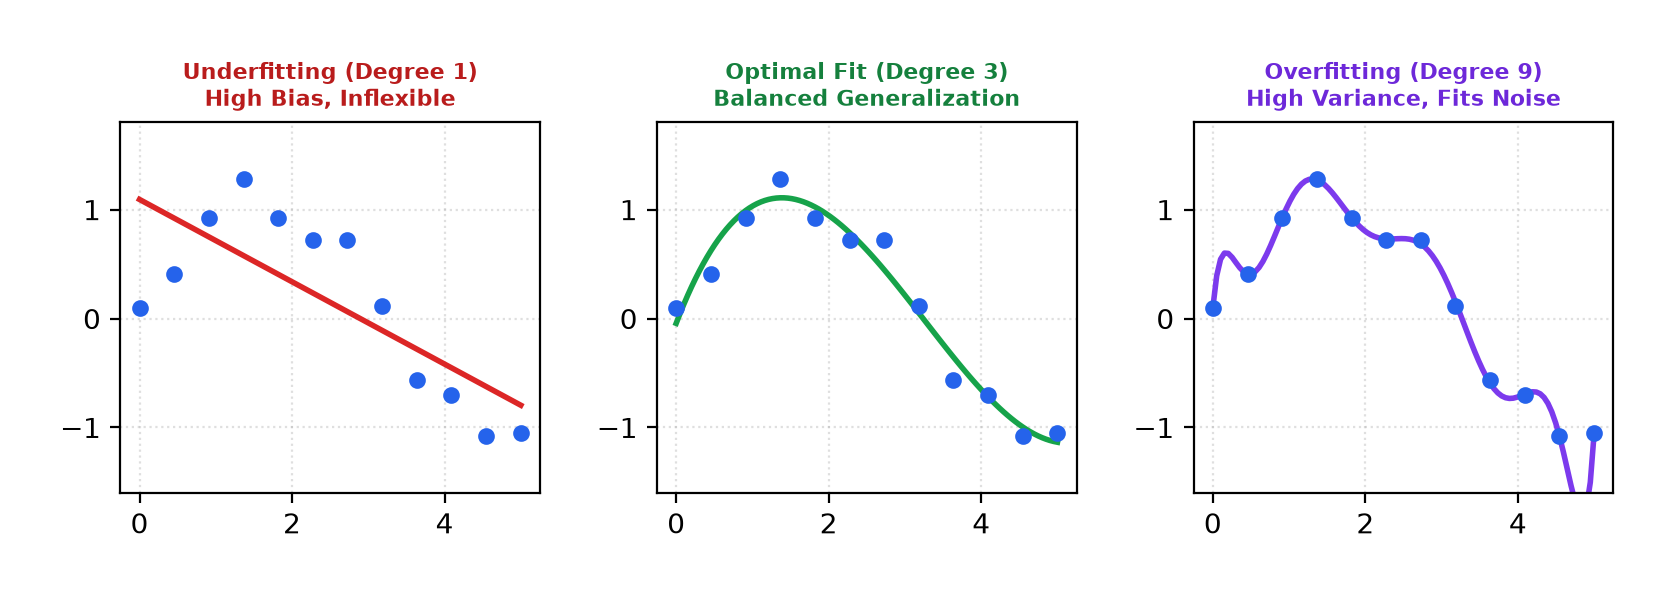 Underfitting (Degree 1)
High Bias, Inflexible
1
0
−1
0 2 4
Optimal Fit (Degree 3)
Balanced Generalization
1
0
−1
0 2 4
Overfitting (Degree 9)
High Variance, Fits Noise
1
0
−1
0 2 4